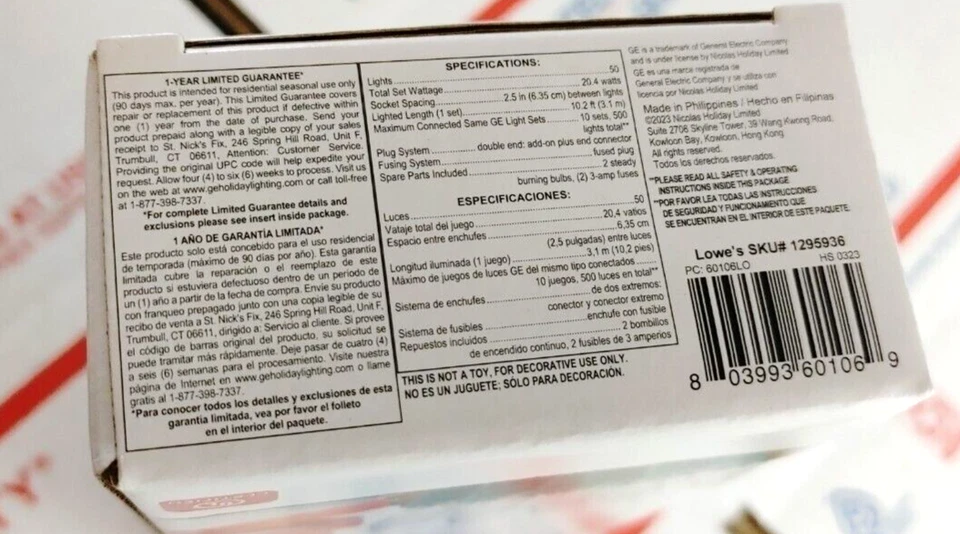 1-YEAR LIMITED GUARANTEE*
This product is intended for residential seasonal use only
(90 days max. per year). This Limited Guarantee covers
repair or replacement of this product if defective within
one (1) year from the date of purchase. Send your
product prepaid along with a legible copy of your sales
receipt to St. Nick's Fix, 246 Spring Hill Road, Unit F,
Trumbull, CT 06611, Attention: Customer Service.
Providing the original UPC code will help expedite your
request. Allow four (4) to six (6) weeks to process. Visit us
on the web at www.geholidaylighting.com or call toll-free
at 1-877-398-7337.
*For complete Limited Guarantee details and
exclusions please see insert inside package.
1 AÑO DE GARANTÍA LIMITADA*
Este producto solo está concebido para el uso residencial
de temporada (máximo de 90 días por año). Esta garantía
limitada cubre la reparación o el reemplazo de este
producto si estuviera defectuoso dentro de un periodo de
un (1) año a partir de la fecha de compra. Envíe su producto
con franqueo prepagado junto con una copia legible de su
recibo de venta a St. Nick's Fix, 246 Spring Hill Road, Unit F,
Trumbull, CT 06611, dirigido a: Servicio al cliente. Si provee
el código de barras original del producto, su solicitud se
puede tramitar más rápidamente. Deje pasar de cuatro (4)
a seis (6) semanas para el procesamiento. Visite nuestra
página de Internet en www.geholidaylighting.com o llame
gratis al 1-877-398-7337.
*Para conocer todos los detalles y exclusiones de esta
garantía limitada, vea por favor el folleto
en el interior del paquete.
SPECIFICATIONS:
Lights 50
Total Set Wattage 20.4 watts
Socket Spacing 2.5 in (6.35 cm) between lights
Lighted Length (1 set) 10.2 ft (3.1 m)
Maximum Connected Same GE Light Sets 10 sets, 500
lights total**
Plug System double end: add-on plus end connector
Fusing System fused plug
Spare Parts Included 2 steady
burning bulbs, (2) 3-amp fuses
ESPECIFICACIONES:
Luces 50
Vataje total del juego 20,4 vatios
Espacio entre enchufes 6,35 cm
(2,5 pulgadas) entre luces
Longitud iluminada (1 juego) 3,1 m (10,2 pies)
Máximo de juegos de luces GE del mismo tipo conectados
10 juegos, 500 luces en total**
Sistema de enchufes de dos extremos:
conector y conector extremo
Sistema de fusibles enchufe con fusible
Repuestos incluidos 2 bombillos
de encendido continuo, 2 fusibles de 3 amperios
THIS IS NOT A TOY, FOR DECORATIVE USE ONLY.
NO ES UN JUGUETE; SÓLO PARA DECORACIÓN.
GE is a trademark of General Electric Company
and is under license by Nicolas Holiday Limited
GE es una marca registrada de
General Electric Company y se utiliza con
licencia por Nicolas Holiday Limited
Made in Philippines / Hecho en Filipinas
©2023 Nicolas Holiday Limited
Suite 2706 Skyline Tower, 39 Wang Kwong Road,
Kowloon Bay, Kowloon, Hong Kong
All rights reserved.
Todos los derechos reservados.
**PLEASE READ ALL SAFETY & OPERATING
INSTRUCTIONS INSIDE THIS PACKAGE
**POR FAVOR LEA TODAS LAS INSTRUCCIONES
DE SEGURIDAD Y FUNCIONAMIENTO QUE
SE ENCUENTRAN EN EL INTERIOR DE ESTE PAQUETE.
Lowe's SKU# 1295936
PC: 60106LO HS 0323
8 03993 60106 9